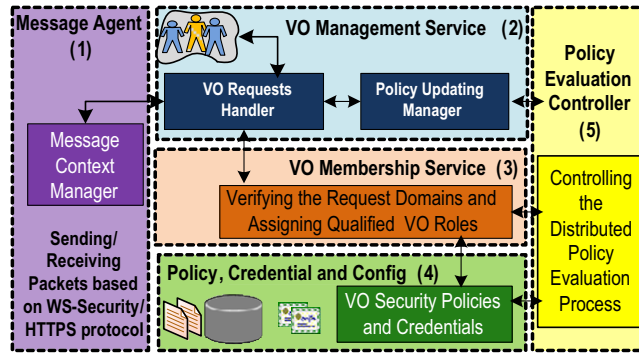 Message Agent
(1)
Message
Context
Manager
Sending/
Receiving
Packets based
on WS-Security/
HTTPS protocol
VO Management Service (2)
VO Requests
Handler
Policy Updating
Manager
VO Membership Service (3)
Verifying the Request Domains and
Assigning Qualified VO Roles
Policy, Credential and Config (4)
VO Security Policies
and Credentials
Policy
Evaluation
Controller
(5)
Controlling
the
Distributed
Policy
Evaluation
Process